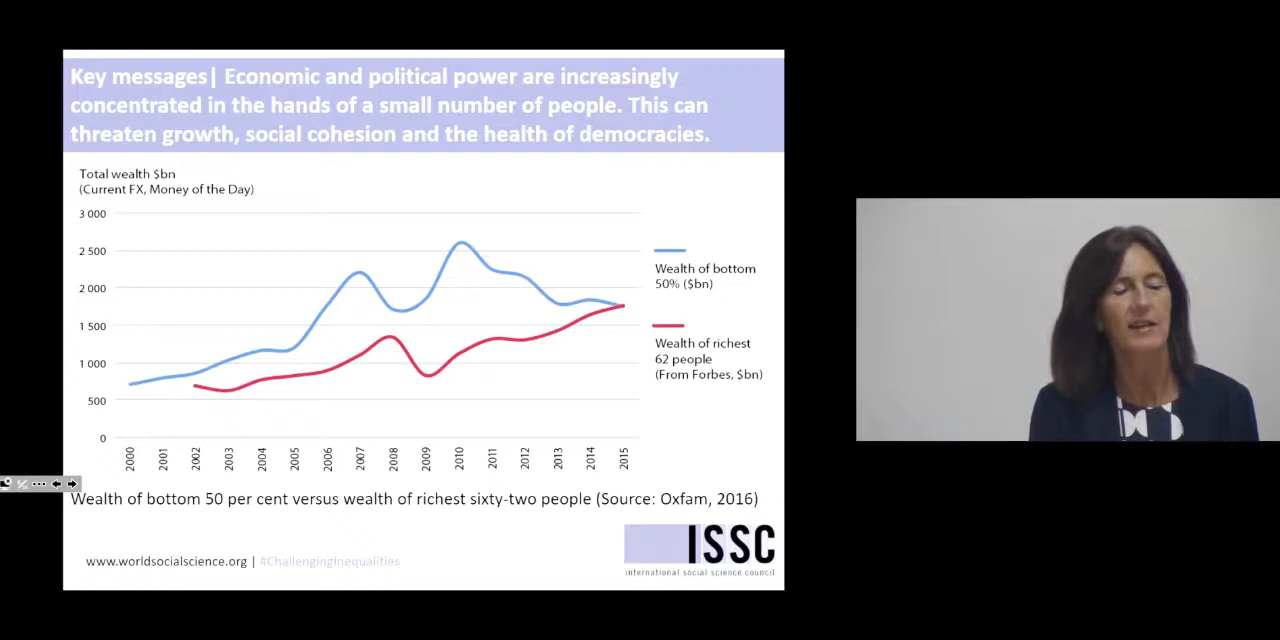 Key messages| Economic and political power are increasingly
concentrated in the hands of a small number of people. This can
threaten growth, social cohesion and the health of democracies.
Total wealth $bn
(Current FX, Money of the Day)
3 000
2 500
2 000
1 500
1 000
500
0
2000
2001
2002
2003
2004
2005
2006
2007
2008
2009
2010
2011
2012
2013
2014
2015
Wealth of bottom
50% ($bn)
Wealth of richest
62 people
(From Forbes, $bn)
Wealth of bottom 50 per cent versus wealth of richest sixty-two people (Source: Oxfam, 2016)
www.worldsocialscience.org | #ChallengingInequalities
ISSC
international social science council